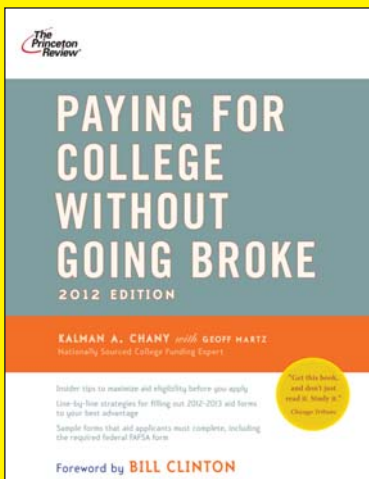 The
Princeton
Review
PAYING FOR
COLLEGE
WITHOUT
GOING BROKE
2012 EDITION
KALMAN A. CHANY with GEOFF MARTZ
Nationally Sourced College Funding Expert
Insider tips to maximize aid eligibility before you apply
Line-by-line strategies for filling out 2012–2013 aid forms
to your best advantage
Sample forms that aid applicants must complete, including
the required federal FAFSA form
"Get this book,
and don't just
read it. Study it."
Chicago Tribune
Foreword by BILL CLINTON